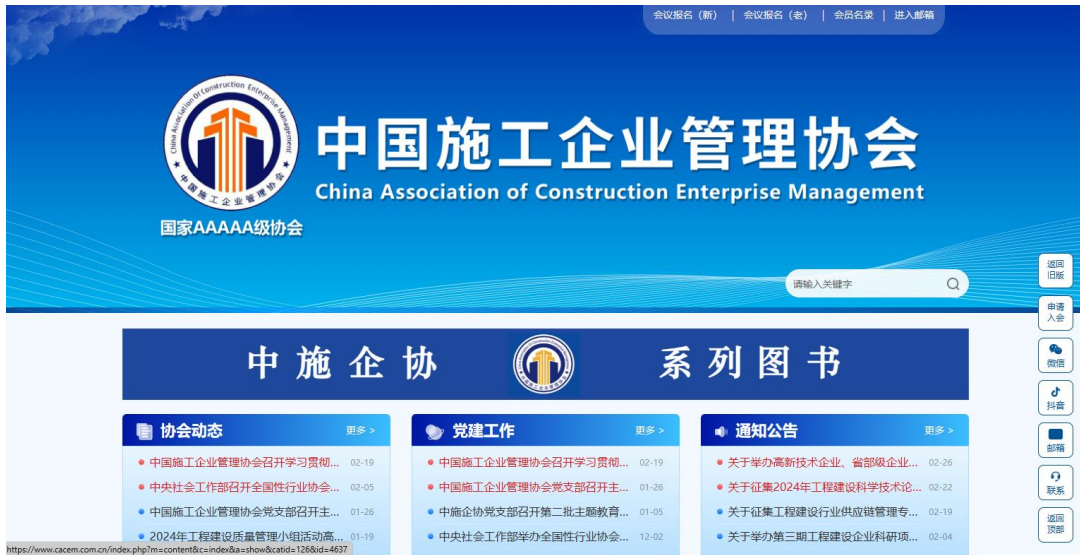 会议报名（新） | 会议报名（老） | 会员名录 | 进入邮箱
China Association Of Construction Enterprise Management
中国施工企业管理协会
国家AAAAA级协会
中国施工企业管理协会
China Association of Construction Enterprise Management
请输入关键字
返回
旧版
申请
入会
微信
抖音
邮箱
联系
返回
顶部
中施企协
系列图书
协会动态 更多 >
中国施工企业管理协会召开学习贯彻... 02-19
中央社会工作部召开全国性行业协会... 02-05
中国施工企业管理协会党支部召开主... 01-26
2024年工程建设质量管理小组活动高... 01-19
党建工作 更多 >
中国施工企业管理协会召开学习贯彻... 02-19
中国施工企业管理协会党支部召开主... 01-26
中施企协党支部召开第二批主题教育... 01-05
中央社会工作部举办全国性行业协会... 12-02
通知公告 更多 >
关于举办高新技术企业、省部级企业... 02-26
关于征集2024年工程建设科学技术论... 02-22
关于征集工程建设行业供应链管理专... 02-19
关于举办第三期工程建设企业科研项... 02-04
https://www.cacem.com.cn/index.php?m=content&c=index&a=show&catid=126&id=4637